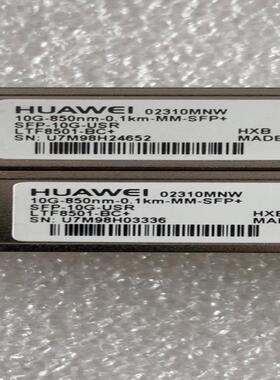 HUAWEI 02310MNW
10G-850nm-0.1km-MM-SFP+
SFP-10G-USR
LTF8501-BC+ HXB
SN: U7M98H24652 MADE
HUAWEI 02310MNW
10G-850nm-0.1km-MM-SFP+
SFP-10G-USR
LTF8501-BC+ HXB
SN: U7M98H03336 MADE